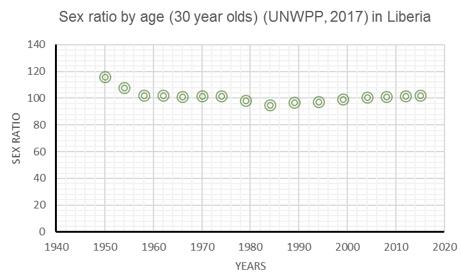 Sex ratio by age (30 year olds) (UNWPP, 2017) in Liberia
140
120
100
80
60
40
20
0
SEX RATIO
1940 1950 1960 1970 1980 1990 2000 2010 2020
YEARS